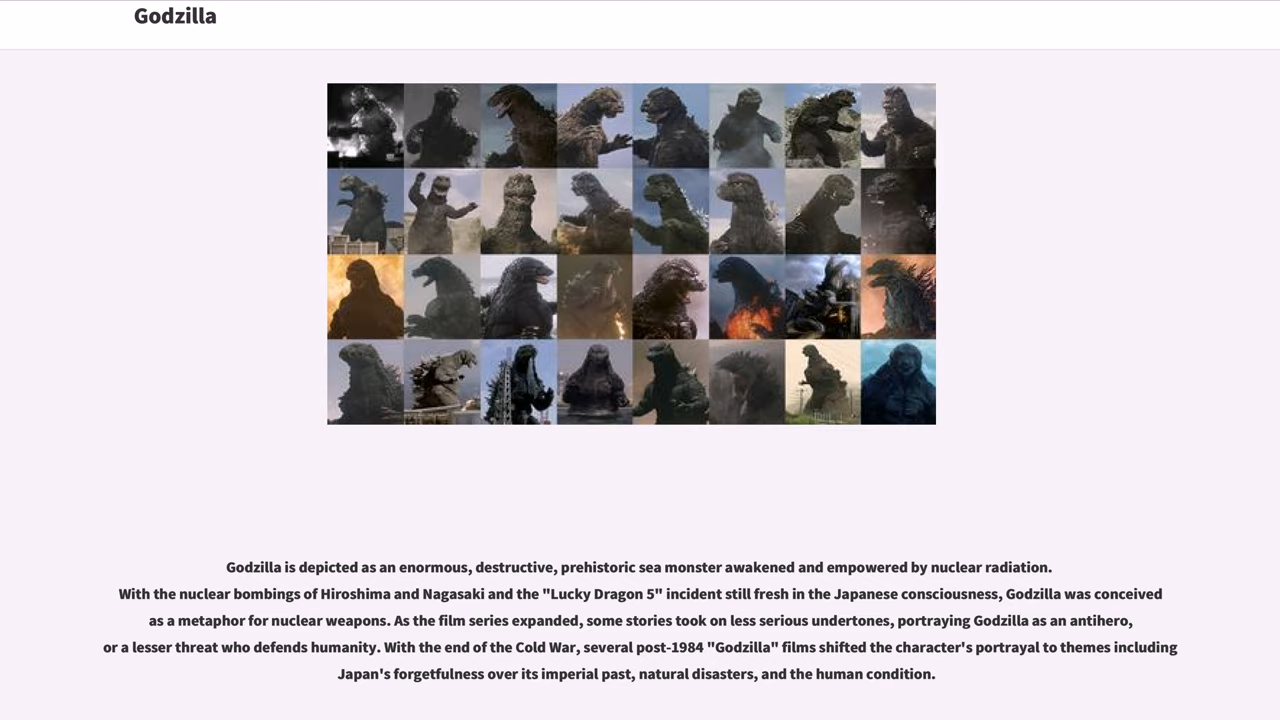 Godzilla
Godzilla is depicted as an enormous, destructive, prehistoric sea monster awakened and empowered by nuclear radiation.
With the nuclear bombings of Hiroshima and Nagasaki and the "Lucky Dragon 5" incident still fresh in the Japanese consciousness, Godzilla was conceived
as a metaphor for nuclear weapons. As the film series expanded, some stories took on less serious undertones, portraying Godzilla as an antihero,
or a lesser threat who defends humanity. With the end of the Cold War, several post-1984 "Godzilla" films shifted the character's portrayal to themes including
Japan's forgetfulness over its imperial past, natural disasters, and the human condition.